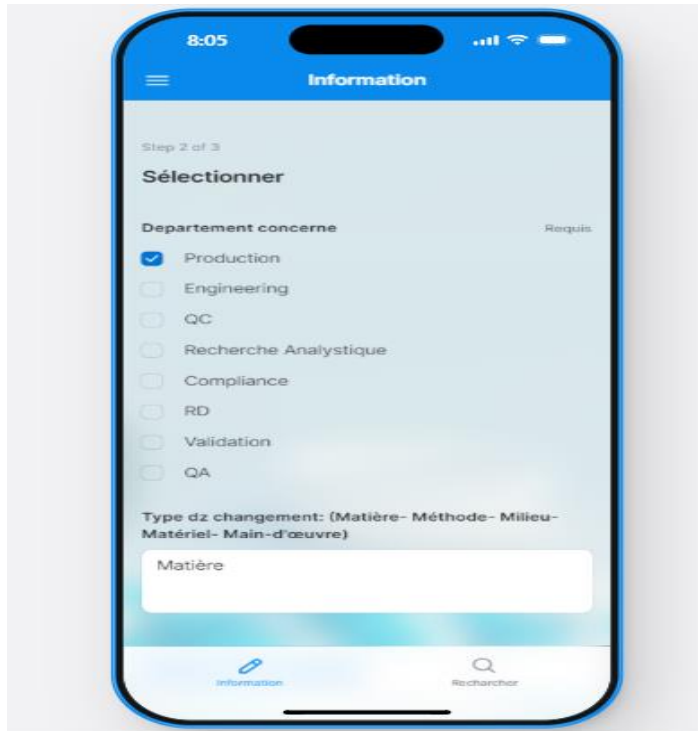 8:05
Information
Step 2 of 3
Sélectionner
Departement concerne
Requis
Production
Engineering
QC
Recherche Analystique
Compliance
RD
Validation
QA
Type dz changement: (Matière- Méthode- Milieu-
Matériel- Main-d'œuvre)
Matière
Information
Rechercher